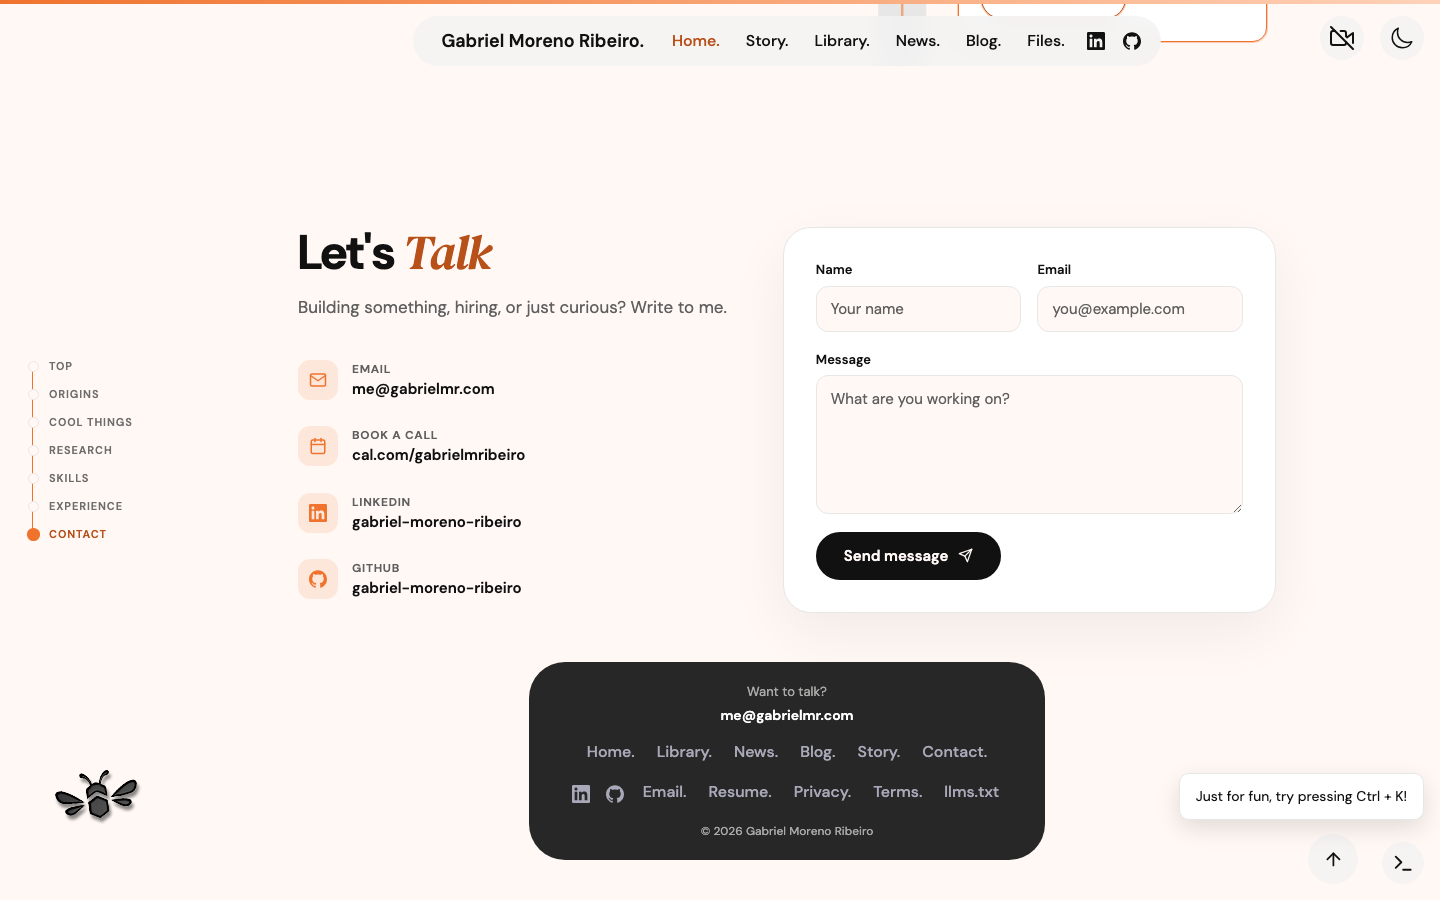 Gabriel Moreno Ribeiro. Home. Story. Library. News. Blog. Files.
Let's Talk
Building something, hiring, or just curious? Write to me.
TOP
ORIGINS
COOL THINGS
RESEARCH
SKILLS
EXPERIENCE
CONTACT
EMAIL
me@gabrielmr.com
BOOK A CALL
cal.com/gabrielmribeiro
LINKEDIN
gabriel-moreno-ribeiro
GITHUB
gabriel-moreno-ribeiro
Name Email
Your name you@example.com
Message
What are you working on?
Send message
Want to talk?
me@gabrielmr.com
Home. Library. News. Blog. Story. Contact.
Email. Resume. Privacy. Terms. llms.txt
© 2026 Gabriel Moreno Ribeiro
Just for fun, try pressing Ctrl + K!